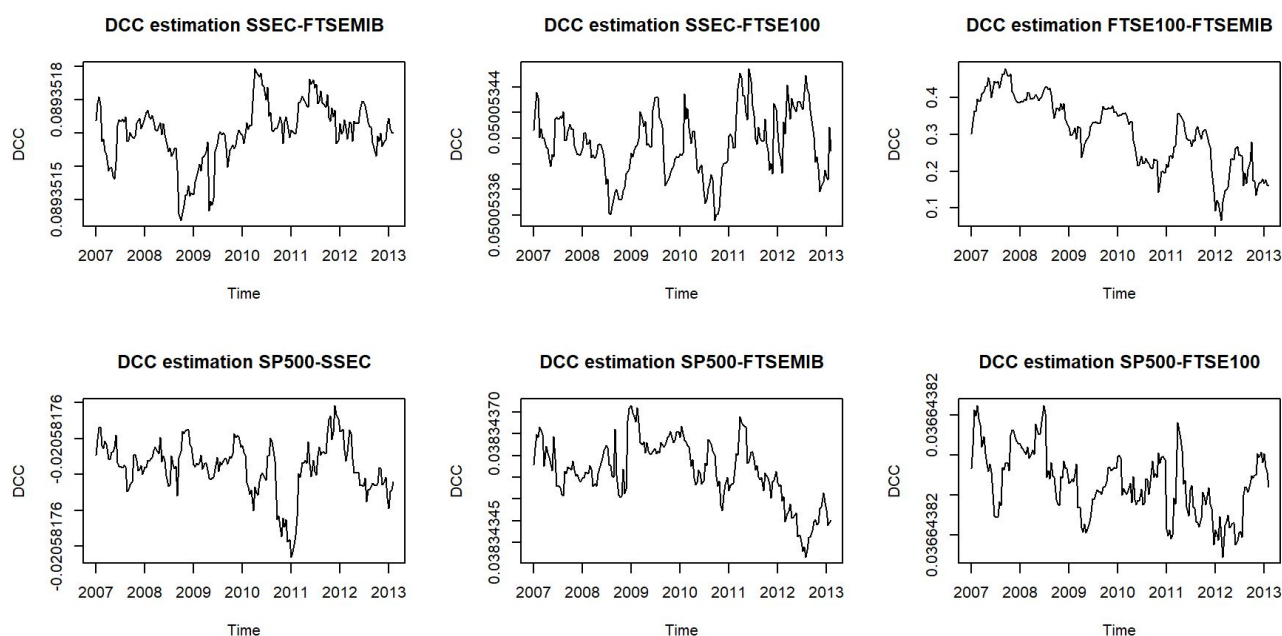 DCC estimation SSEC-FTSEMIB
DCC
0.0893515
0.0893518
2007 2008 2009 2010 2011 2012 2013
Time
DCC estimation SSEC-FTSE100
DCC
0.05005336
0.05005344
2007 2008 2009 2010 2011 2012 2013
Time
DCC estimation FTSE100-FTSEMIB
DCC
0.1 0.2 0.3 0.4
2007 2008 2009 2010 2011 2012 2013
Time
DCC estimation SP500-SSEC
DCC
-0.02058176
-0.02058176
2007 2008 2009 2010 2011 2012 2013
Time
DCC estimation SP500-FTSEMIB
DCC
0.03834345
0.03834370
2007 2008 2009 2010 2011 2012 2013
Time
DCC estimation SP500-FTSE100
DCC
0.03664382
0.03664382
2007 2008 2009 2010 2011 2012 2013
Time